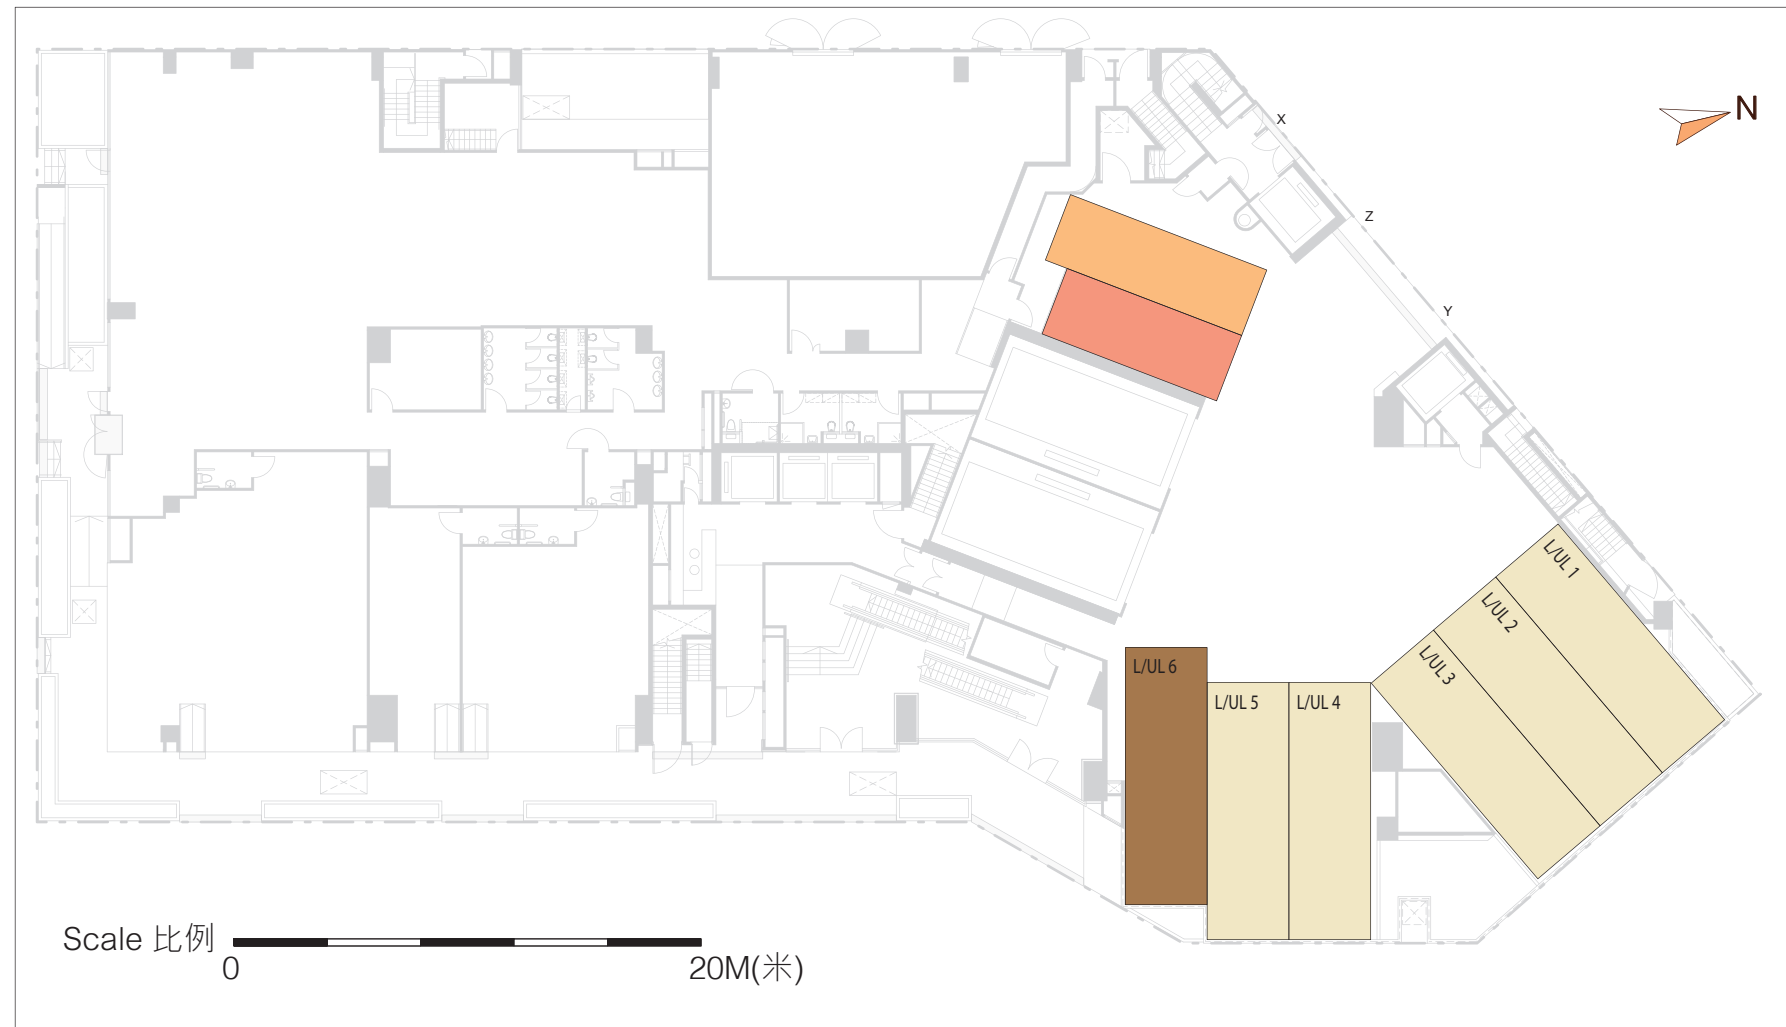 N
X
Z
Y
L/UL 1
L/UL 2
L/UL 3
L/UL 6
L/UL 5
L/UL 4
Scale 比例
0
20M(米)